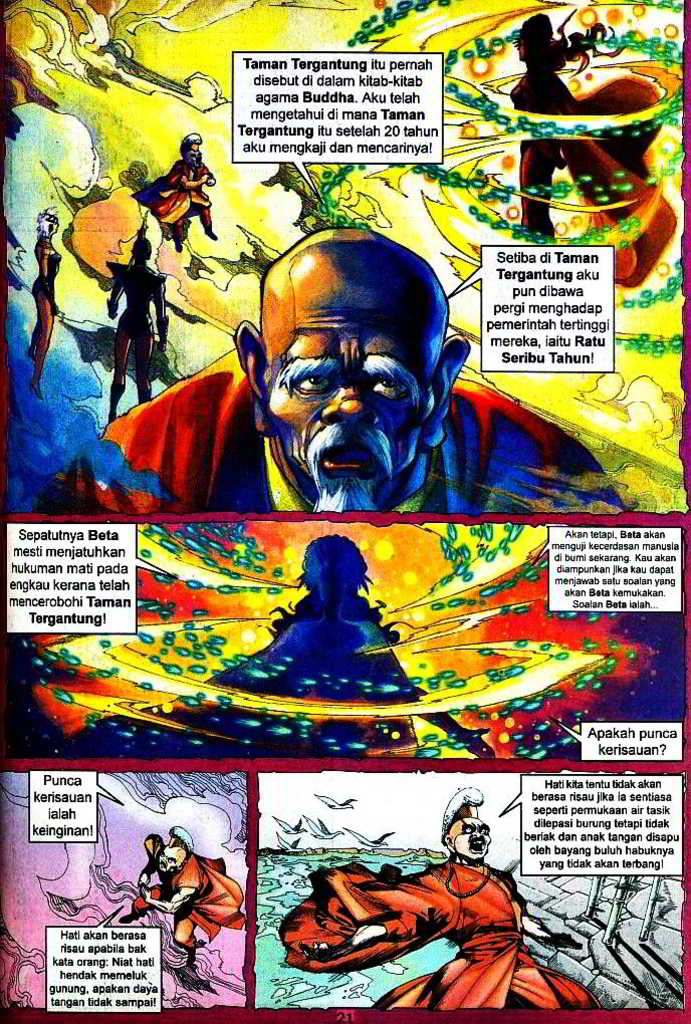 Taman Tergantung itu pernah
disebut di dalam kitab-kitab
agama Buddha. Aku telah
mengetahui di mana Taman
Tergantung itu setelah 20 tahun
aku mengkaji dan mencarinya!
Setiba di Taman
Tergantung aku
pun dibawa
pergi menghadap
pemerintah tertinggi
mereka, iaitu Ratu
Seribu Tahun!
Sepatutnya Beta
mesti menjatuhkan
hukuman mati pada
engkau kerana telah
mencerobohi Taman
Tergantung!
Akan tetapi, Beta akan
menguji kecerdasan manusia
di bumi sekarang. Kau akan
diampunkan jika kau dapat
menjawab satu soalan yang
akan Beta kemukakan.
Soalan Beta ialah...
Apakah punca
kerisauan?
Punca
kerisauan
ialah
keinginan!
Hati akan berasa
risau apabila bak
kata orang: Niat hati
hendak memeluk
gunung, apakan daya
tangan tidak sampai!
Hati kita tentu tidak akan
berasa risau jika ia sentiasa
seperti permukaan air tasik
dilepasi burung tetapi tidak
beriak dan anak tangan disapu
oleh bayang buluh habuknya
yang tidak akan terbang!
21